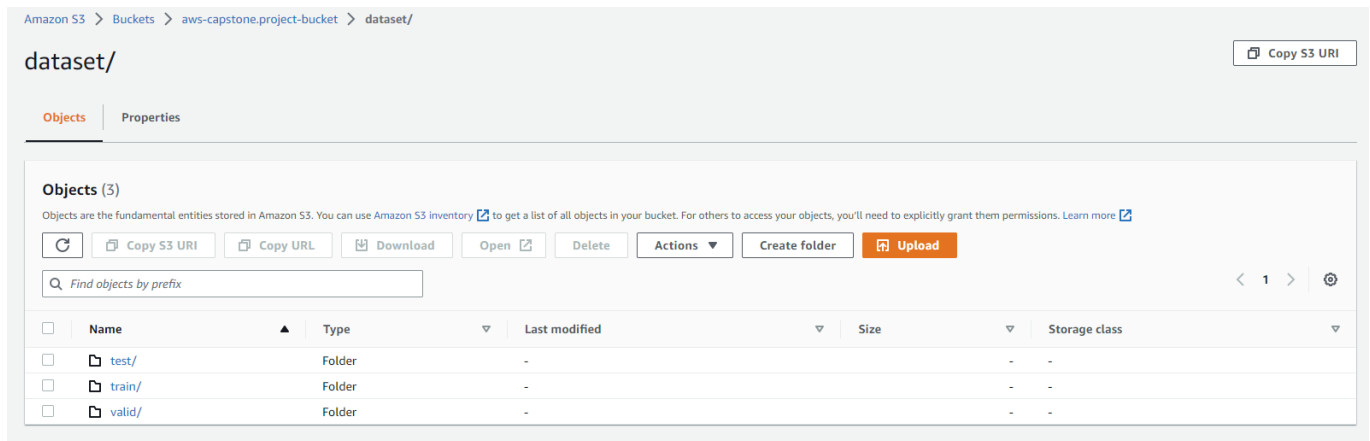 Amazon S3 > Buckets > aws-capstone.project-bucket > dataset/
dataset/
Copy S3 URI
Objects Properties
Objects (3)
Objects are the fundamental entities stored in Amazon S3. You can use Amazon S3 inventory to get a list of all objects in your bucket. For others to access your objects, you'll need to explicitly grant them permissions. Learn more
Copy S3 URI Copy URL Download Open Delete Actions Create folder Upload
Find objects by prefix
< 1 >
Name Type Last modified Size Storage class
test/ Folder - - -
train/ Folder - - -
valid/ Folder - - -